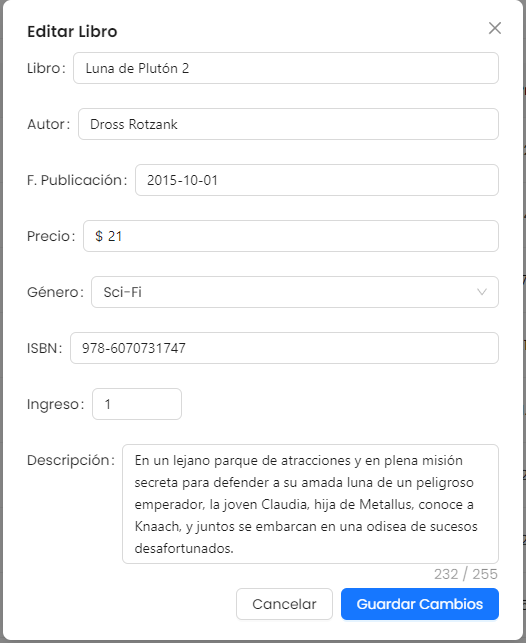 Editar Libro
Libro: Luna de Plutón 2
Autor: Dross Rotzank
F. Publicación: 2015-10-01
Precio: $ 21
Género: Sci-Fi
ISBN: 978-6070731747
Ingreso: 1
Descripción: En un lejano parque de atracciones y en plena misión
secreta para defender a su amada luna de un peligroso
emperador, la joven Claudia, hija de Metallus, conoce a
Knaach, y juntos se embarcan en una odisea de sucesos
desafortunados.
232 / 255
Cancelar Guardar Cambios